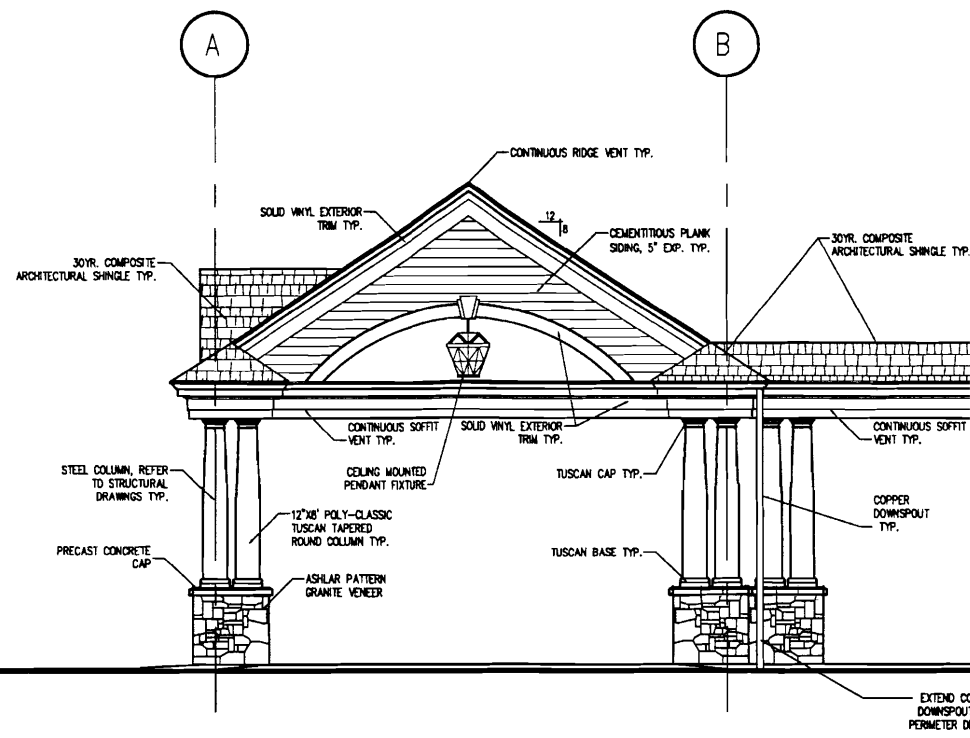 A
B
CONTINUOUS RIDGE VENT TYP.
SOLID VINYL EXTERIOR
TRIM TYP.
12
8
CEMENTITIOUS PLANK
SIDING, 5" EXP. TYP.
30YR. COMPOSITE
ARCHITECTURAL SHINGLE TYP.
30YR. COMPOSITE
ARCHITECTURAL SHINGLE TYP.
CONTINUOUS SOFFIT
VENT TYP.
SOLID VINYL EXTERIOR
TRIM TYP.
CONTINUOUS SOFFIT
VENT TYP.
STEEL COLUMN, REFER
TO STRUCTURAL
DRAWINGS TYP.
CEILING MOUNTED
PENDANT FIXTURE
TUSCAN CAP TYP.
12"X8' POLY-CLASSIC
TUSCAN TAPERED
ROUND COLUMN TYP.
COPPER
DOWNSPOUT
TYP.
PRECAST CONCRETE
CAP
TUSCAN BASE TYP.
ASHLAR PATTERN
GRANITE VENEER
EXTEND CO
DOWNSPOUT
PERIMETER D